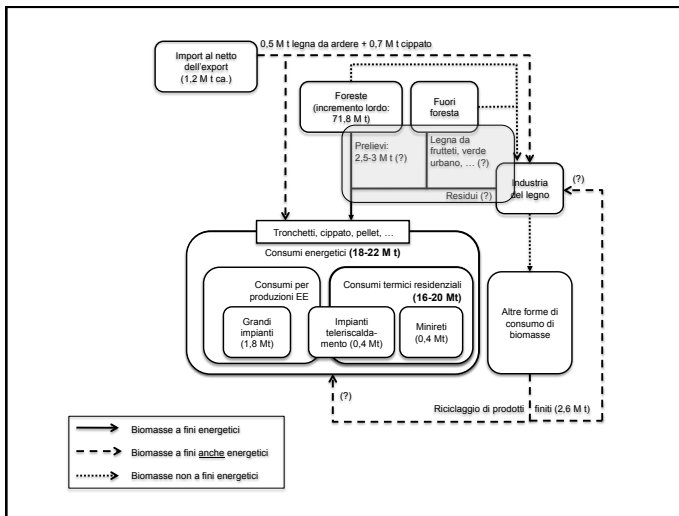 0,5 M t legna da ardere + 0,7 M t cippato
Import al netto
dell'export
(1,2 M t ca.)
Foreste
(incremento lordo:
71,8 M t)
Fuori
foresta
Prelievi:
2,5-3 M t (?)
Legna da
frutteti, verde
urbano, … (?)
Residui (?)
Industria
del legno
(?)
Tronchetti, cippato, pellet, …
Consumi energetici (18-22 M t)
Consumi per
produzioni EE
Consumi termici residenziali
(16-20 Mt)
Grandi
impianti
(1,8 Mt)
Impianti
teleriscalda-
mento (0,4 Mt)
Minireti
(0,4 Mt)
Altre forme di
consumo di
biomasse
(?)
Riciclaggio di prodotti finiti (2,6 M t)
Biomasse a fini energetici
Biomasse a fini anche energetici
Biomasse non a fini energetici